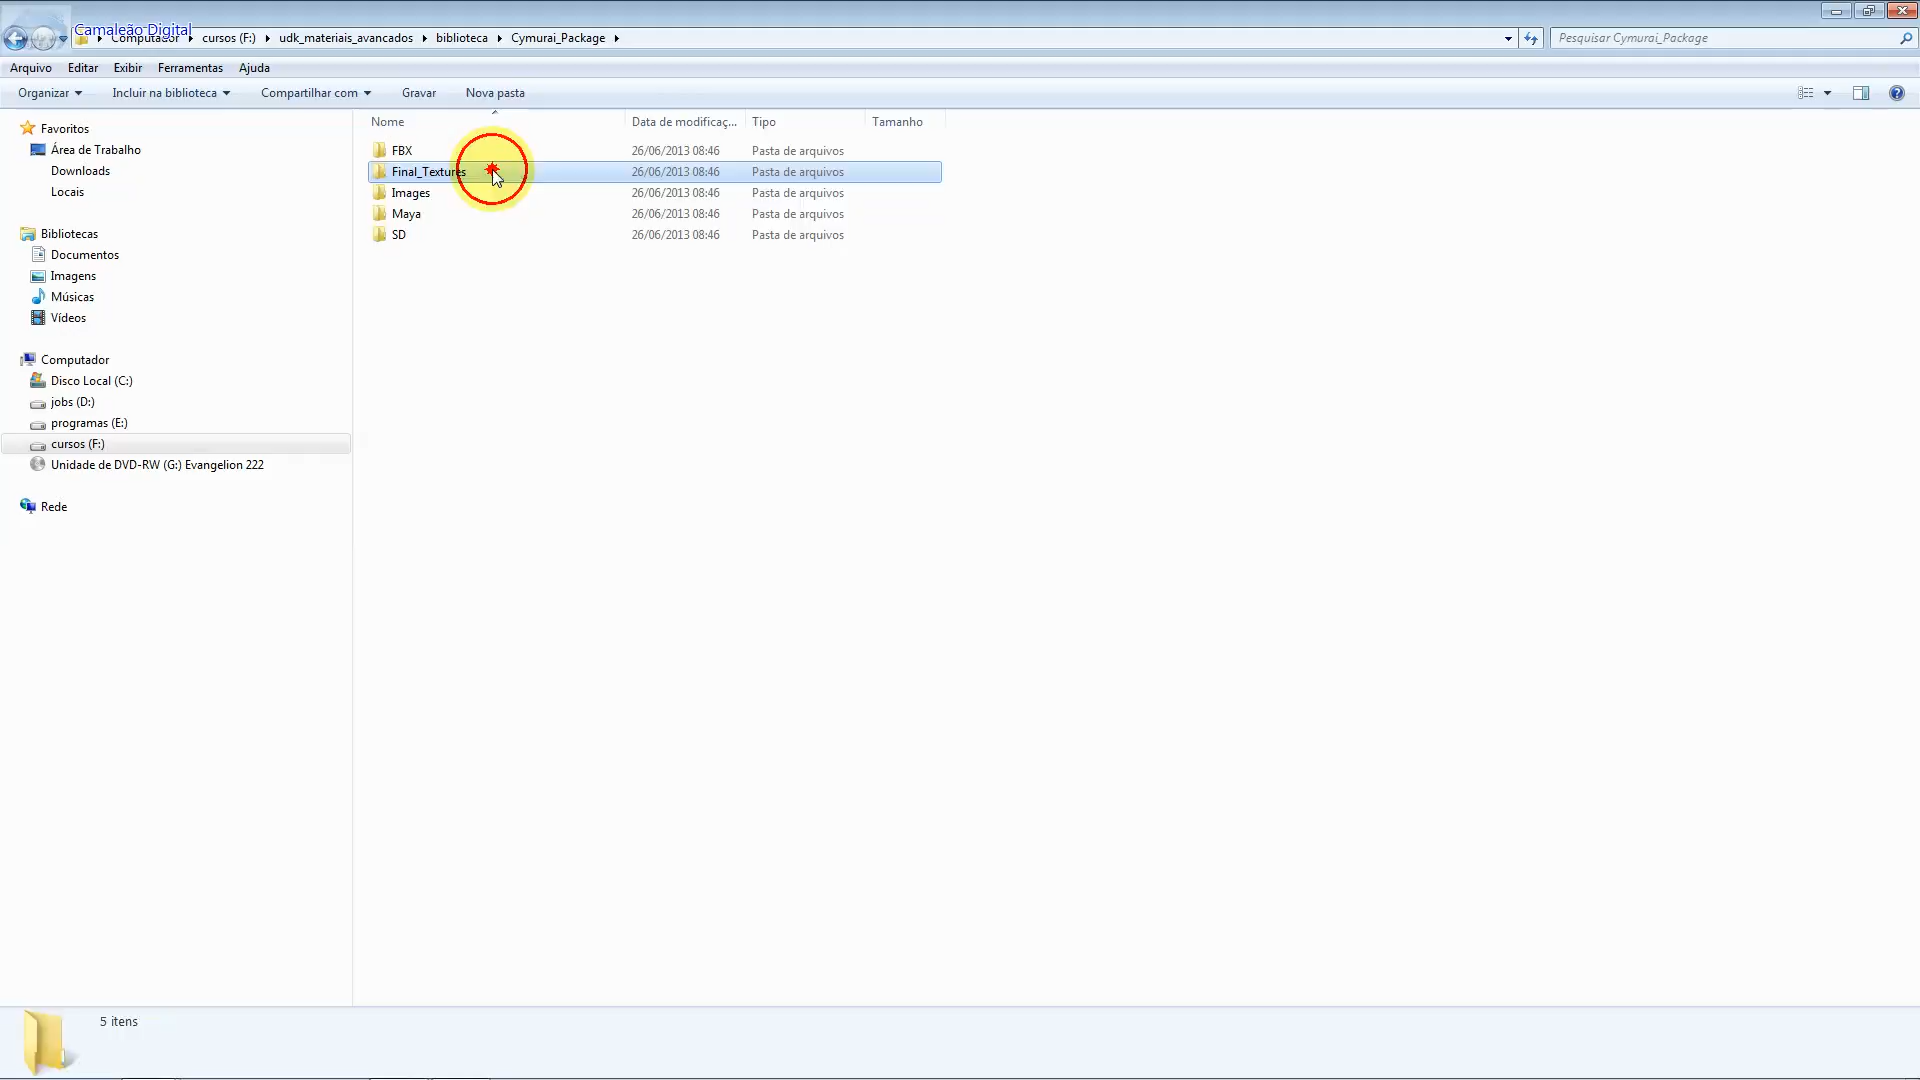 Camaleão Digital
Computador cursos (F:) udk_materiais_avancados biblioteca Cymurai_Package
Pesquisar Cymurai_Package
Arquivo Editar Exibir Ferramentas Ajuda
Organizar Incluir na biblioteca Compartilhar com Gravar Nova pasta
Nome Data de modificaç... Tipo Tamanho
FBX 26/06/2013 08:46 Pasta de arquivos
Final_Textures 26/06/2013 08:46 Pasta de arquivos
Images 26/06/2013 08:46 Pasta de arquivos
Maya 26/06/2013 08:46 Pasta de arquivos
SD 26/06/2013 08:46 Pasta de arquivos
Favoritos
Área de Trabalho
Downloads
Locais
Bibliotecas
Documentos
Imagens
Músicas
Vídeos
Computador
Disco Local (C:)
jobs (D:)
programas (E:)
cursos (F:)
Unidade de DVD-RW (G:) Evangelion 222
Rede
5 itens